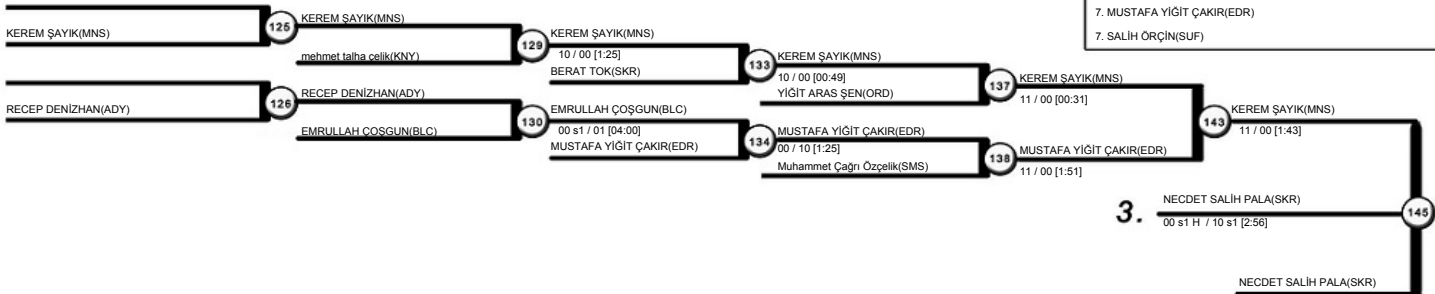 7. MUSTAFA YİĞİT ÇAKIR(EDR)
7. SALİH ÖRÇİN(SUF)
KEREM ŞAYIK(MNS)
125
KEREM ŞAYIK(MNS)
mehmet talha çelik(KNY)
129
KEREM ŞAYIK(MNS)
10 / 00 [1:25]
BERAT TOK(SKR)
133
KEREM ŞAYIK(MNS)
10 / 00 [00:49]
YİĞİT ARAS ŞEN(ORD)
137
KEREM ŞAYIK(MNS)
11 / 00 [00:31]
143
KEREM ŞAYIK(MNS)
11 / 00 [1:43]
RECEP DENİZHAN(ADY)
126
RECEP DENİZHAN(ADY)
EMRULLAH ÇOŞGUN(BLC)
130
EMRULLAH ÇOŞGUN(BLC)
00 s1 / 01 [04:00]
MUSTAFA YİĞİT ÇAKIR(EDR)
134
MUSTAFA YİĞİT ÇAKIR(EDR)
00 / 10 [1:25]
Muhammet Çağrı Özçelik(SMS)
138
MUSTAFA YİĞİT ÇAKIR(EDR)
11 / 00 [1:51]
3.
NECDET SALİH PALA(SKR)
00 s1 H / 10 s1 [2:56]
145
NECDET SALİH PALA(SKR)